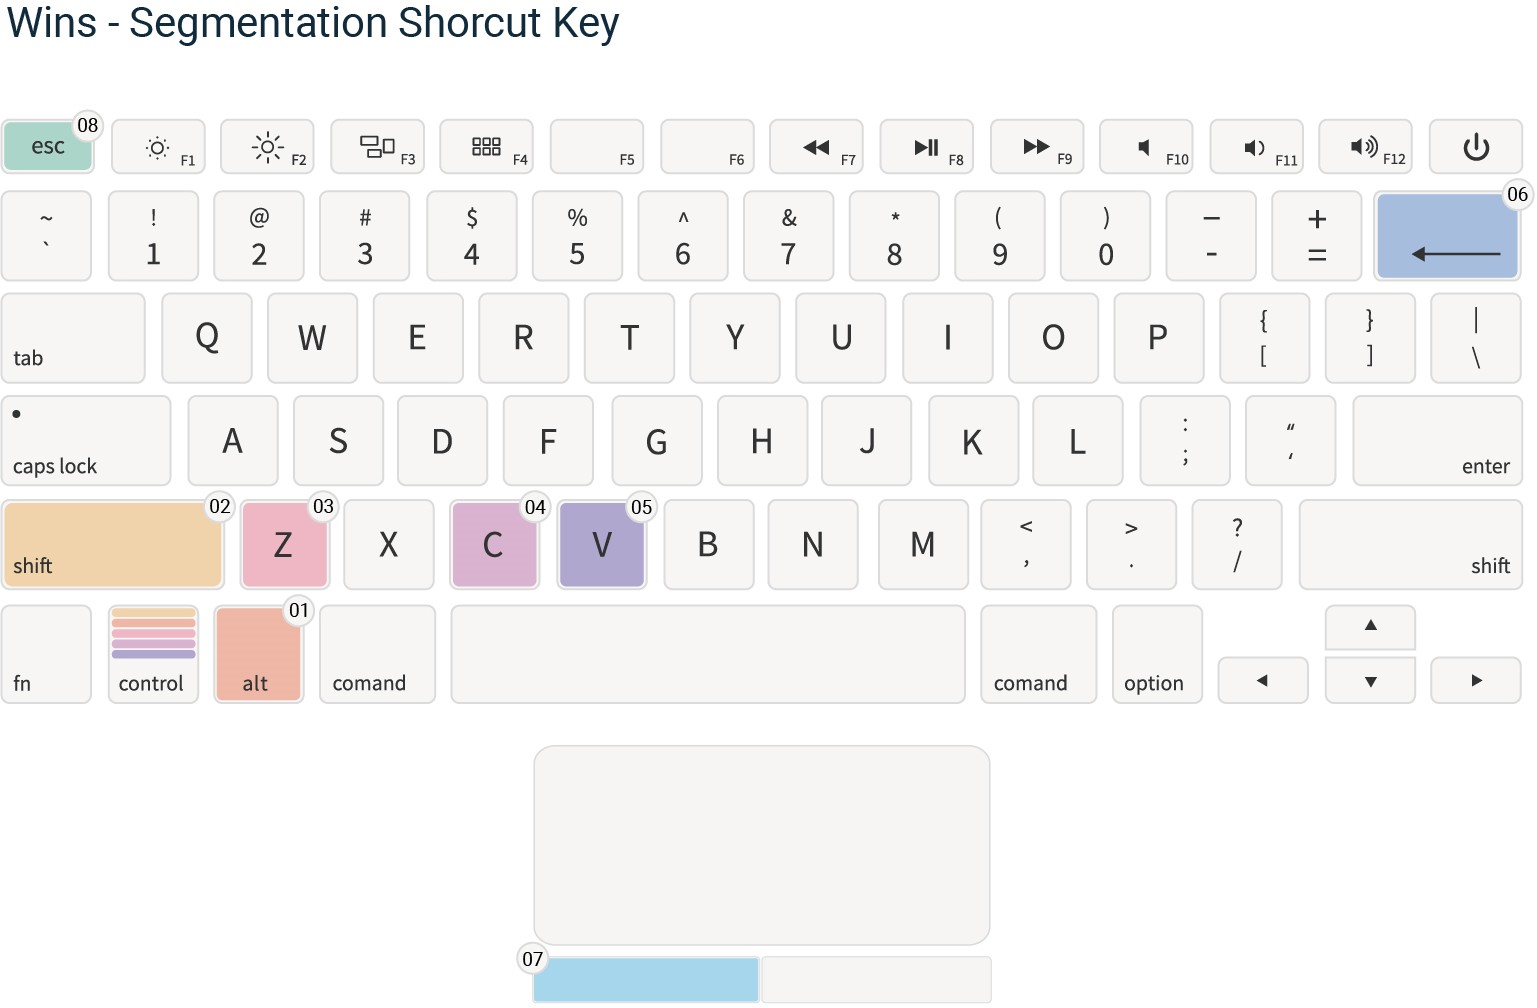 Wins - Segmentation Shorcut Key
08
esc F1 F2 F3 F4 F5 F6 F7 F8 F9 F10 F11 F12
06
~ ! @ # $ % ^ & * ( ) – +
` 1 2 3 4 5 6 7 8 9 0 - =
tab Q W E R T Y U I O P { } |
[ ] \
caps lock A S D F G H J K L : “
; ‘ enter
02 03 04 05
shift Z X C V B N M < > ?
, . / shift
01
fn control alt comand comand option
07